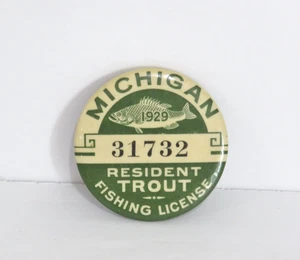 MICHIGAN
1929
31732
RESIDENT
TROUT
FISHING LICENSE